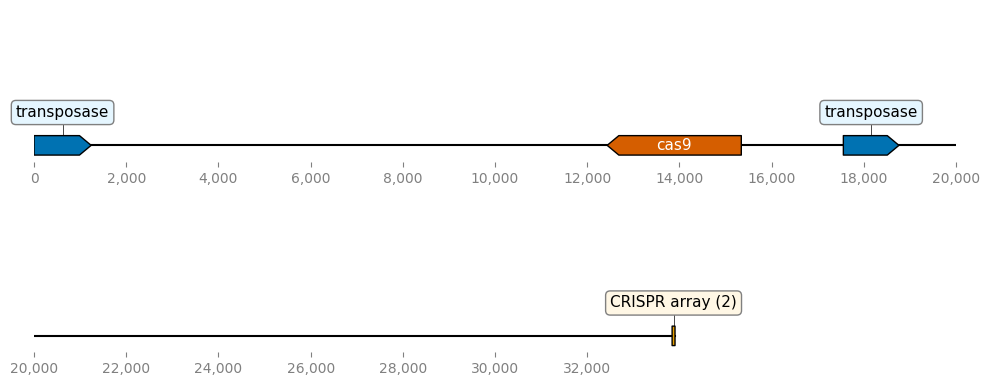 transposase transposase
cas9
0 2,000 4,000 6,000 8,000 10,000 12,000 14,000 16,000 18,000 20,000
CRISPR array (2)
20,000 22,000 24,000 26,000 28,000 30,000 32,000